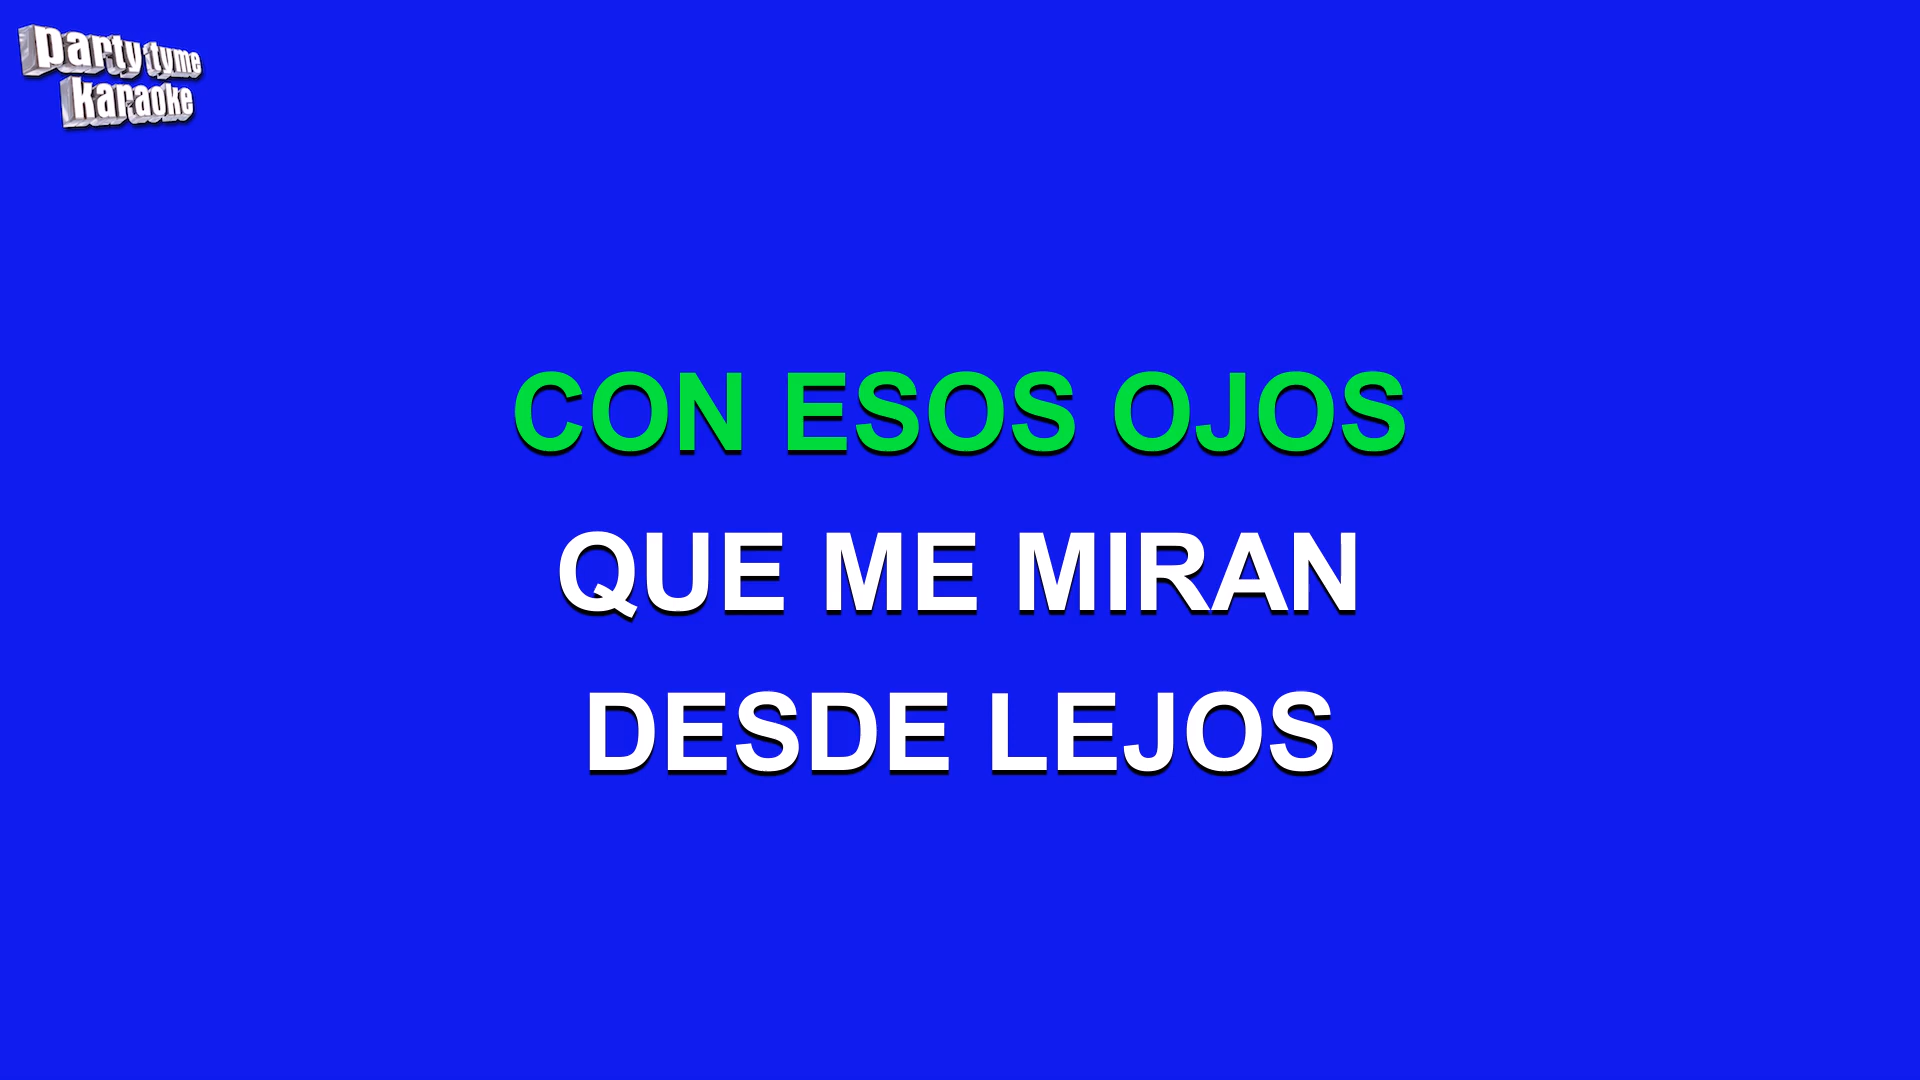 party tyme
karaoke
CON ESOS OJOS
QUE ME MIRAN
DESDE LEJOS